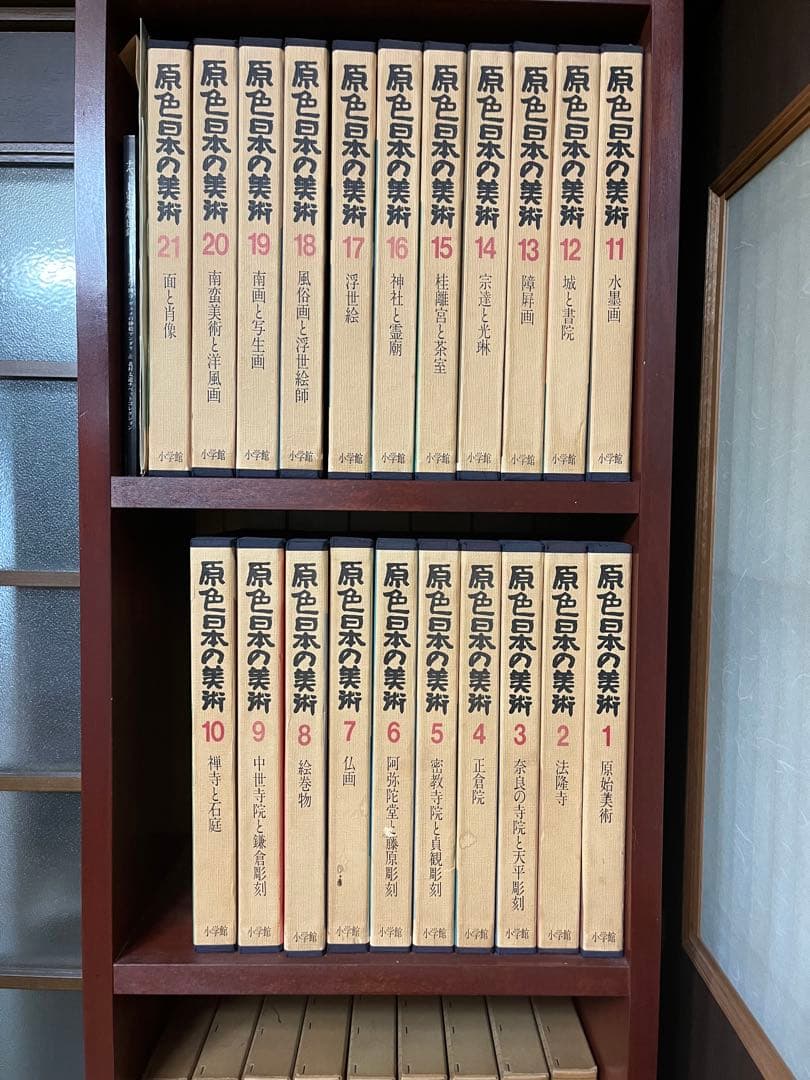 原色日本の美術 21 面と肖像 小学館
原色日本の美術 20 南蛮美術と洋風画 小学館
原色日本の美術 19 南画と写生画 小学館
原色日本の美術 18 風俗画と浮世絵師 小学館
原色日本の美術 17 浮世絵 小学館
原色日本の美術 16 神社と霊廟 小学館
原色日本の美術 15 桂離宮と茶室 小学館
原色日本の美術 14 宗達と光琳 小学館
原色日本の美術 13 障屏画 小学館
原色日本の美術 12 城と書院 小学館
原色日本の美術 11 水墨画 小学館
原色日本の美術 10 禅寺と石庭 小学館
原色日本の美術 9 中世寺院と鎌倉彫刻 小学館
原色日本の美術 8 絵巻物 小学館
原色日本の美術 7 仏画 小学館
原色日本の美術 6 阿弥陀堂と藤原彫刻 小学館
原色日本の美術 5 密教寺院と貞観彫刻 小学館
原色日本の美術 4 正倉院 小学館
原色日本の美術 3 奈良の寺院と天平彫刻 小学館
原色日本の美術 2 法隆寺 小学館
原色日本の美術 1 原始美術 小学館